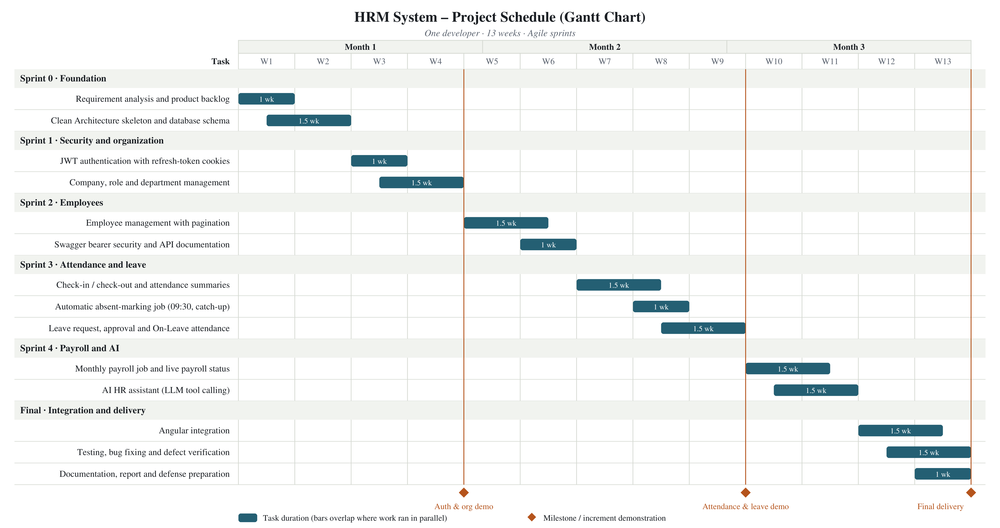 HRM System – Project Schedule (Gantt Chart)
One developer · 13 weeks · Agile sprints
Month 1 Month 2 Month 3
Task W1 W2 W3 W4 W5 W6 W7 W8 W9 W10 W11 W12 W13
Sprint 0 · Foundation
Requirement analysis and product backlog 1 wk
Clean Architecture skeleton and database schema 1.5 wk
Sprint 1 · Security and organization
JWT authentication with refresh-token cookies 1 wk
Company, role and department management 1.5 wk
Sprint 2 · Employees
Employee management with pagination 1.5 wk
Swagger bearer security and API documentation 1 wk
Sprint 3 · Attendance and leave
Check-in / check-out and attendance summaries 1.5 wk
Automatic absent-marking job (09:30, catch-up) 1 wk
Leave request, approval and On-Leave attendance 1.5 wk
Sprint 4 · Payroll and AI
Monthly payroll job and live payroll status 1.5 wk
AI HR assistant (LLM tool calling) 1.5 wk
Final · Integration and delivery
Angular integration 1.5 wk
Testing, bug fixing and defect verification 1.5 wk
Documentation, report and defense preparation 1 wk
Auth & org demo Attendance & leave demo Final delivery
Task duration (bars overlap where work ran in parallel) Milestone / increment demonstration